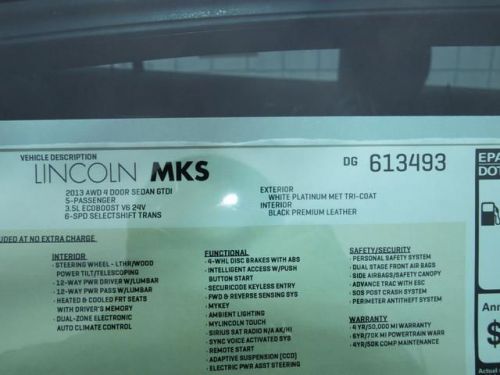 VEHICLE DESCRIPTION
LINCOLN MKS
DG 613493
2013 AWD 4 DOOR SEDAN GTDI
5-PASSENGER
3.5L ECOBOOST V6 24V
6-SPD SELECTSHIFT TRANS
EXTERIOR
WHITE PLATINUM MET TRI-COAT
INTERIOR
BLACK PREMIUM LEATHER
EPA
DOT
LUDED AT NO EXTRA CHARGE
INTERIOR
• STEERING WHEEL - LTHR/WOOD
POWER TILT/TELESCOPING
• 12-WAY PWR DRIVER W/LUMBAR
• 12-WAY PWR PASS W/LUMBAR
• HEATED & COOLED FRT SEATS
WITH DRIVER'S MEMORY
• DUAL-ZONE ELECTRONIC
AUTO CLIMATE CONTROL
FUNCTIONAL
• 4-WHL DISC BRAKES WITH ABS
• INTELLIGENT ACCESS W/PUSH
BUTTON START
• SECURICODE KEYLESS ENTRY
• FWD & REVERSE SENSING SYS
• MYKEY
• AMBIENT LIGHTING
• MYLINCOLN TOUCH
• SIRIUS SAT RADIO N/A AK/HI
• SYNC VOICE ACTIVATED SYS
• REMOTE START
• ADAPTIVE SUSPENSION (CCD)
• ELECTRIC PWR ASST STEERING
SAFETY/SECURITY
• PERSONAL SAFETY SYSTEM
• DUAL STAGE FRONT AIR BAGS
• SIDE AIRBAGS/SAFETY CANOPY
• ADVANCE TRAC WITH ESC
• SOS POST CRASH SYSTEM
• PERIMETER ANTITHEFT SYSTEM
WARRANTY
• 4YR/50,000 MI WARRANTY
• 6YR/70K MI POWERTRAIN WARR
• 4YR/50K COMP MAINTENANCE
Ann
$
Actual